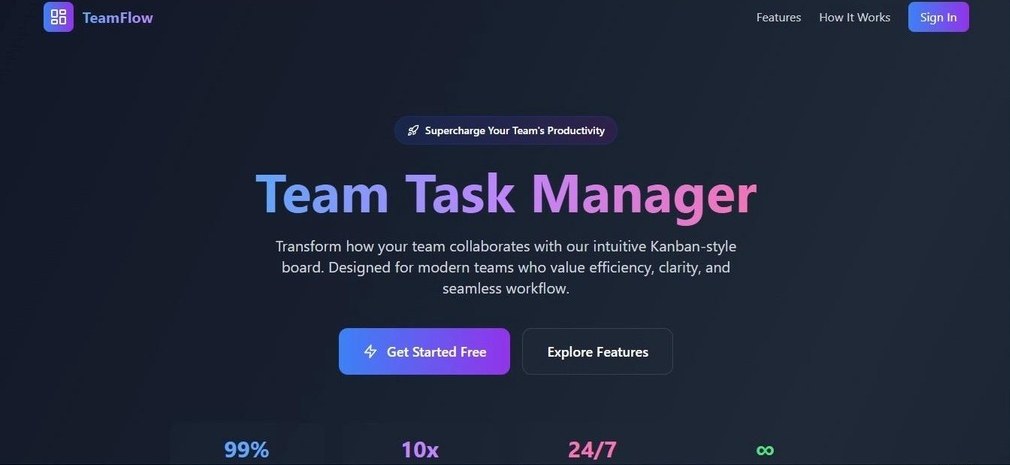 TeamFlow
Features
How It Works
Sign In
Supercharge Your Team's Productivity
Team Task Manager
Transform how your team collaborates with our intuitive Kanban-style
board. Designed for modern teams who value efficiency, clarity, and
seamless workflow.
Get Started Free
Explore Features
99%
10x
24/7
∞